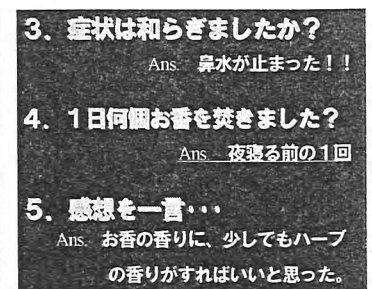 3、症状は和らぎましたか？
Ans. 鼻水が止まった！！
4、1日何個お香を焚きました？
Ans. 夜寝る前の1回
5、感想を一言・・・
Ans. お香の香りに、少しでもハーブ
の香りがすればいいと思った。